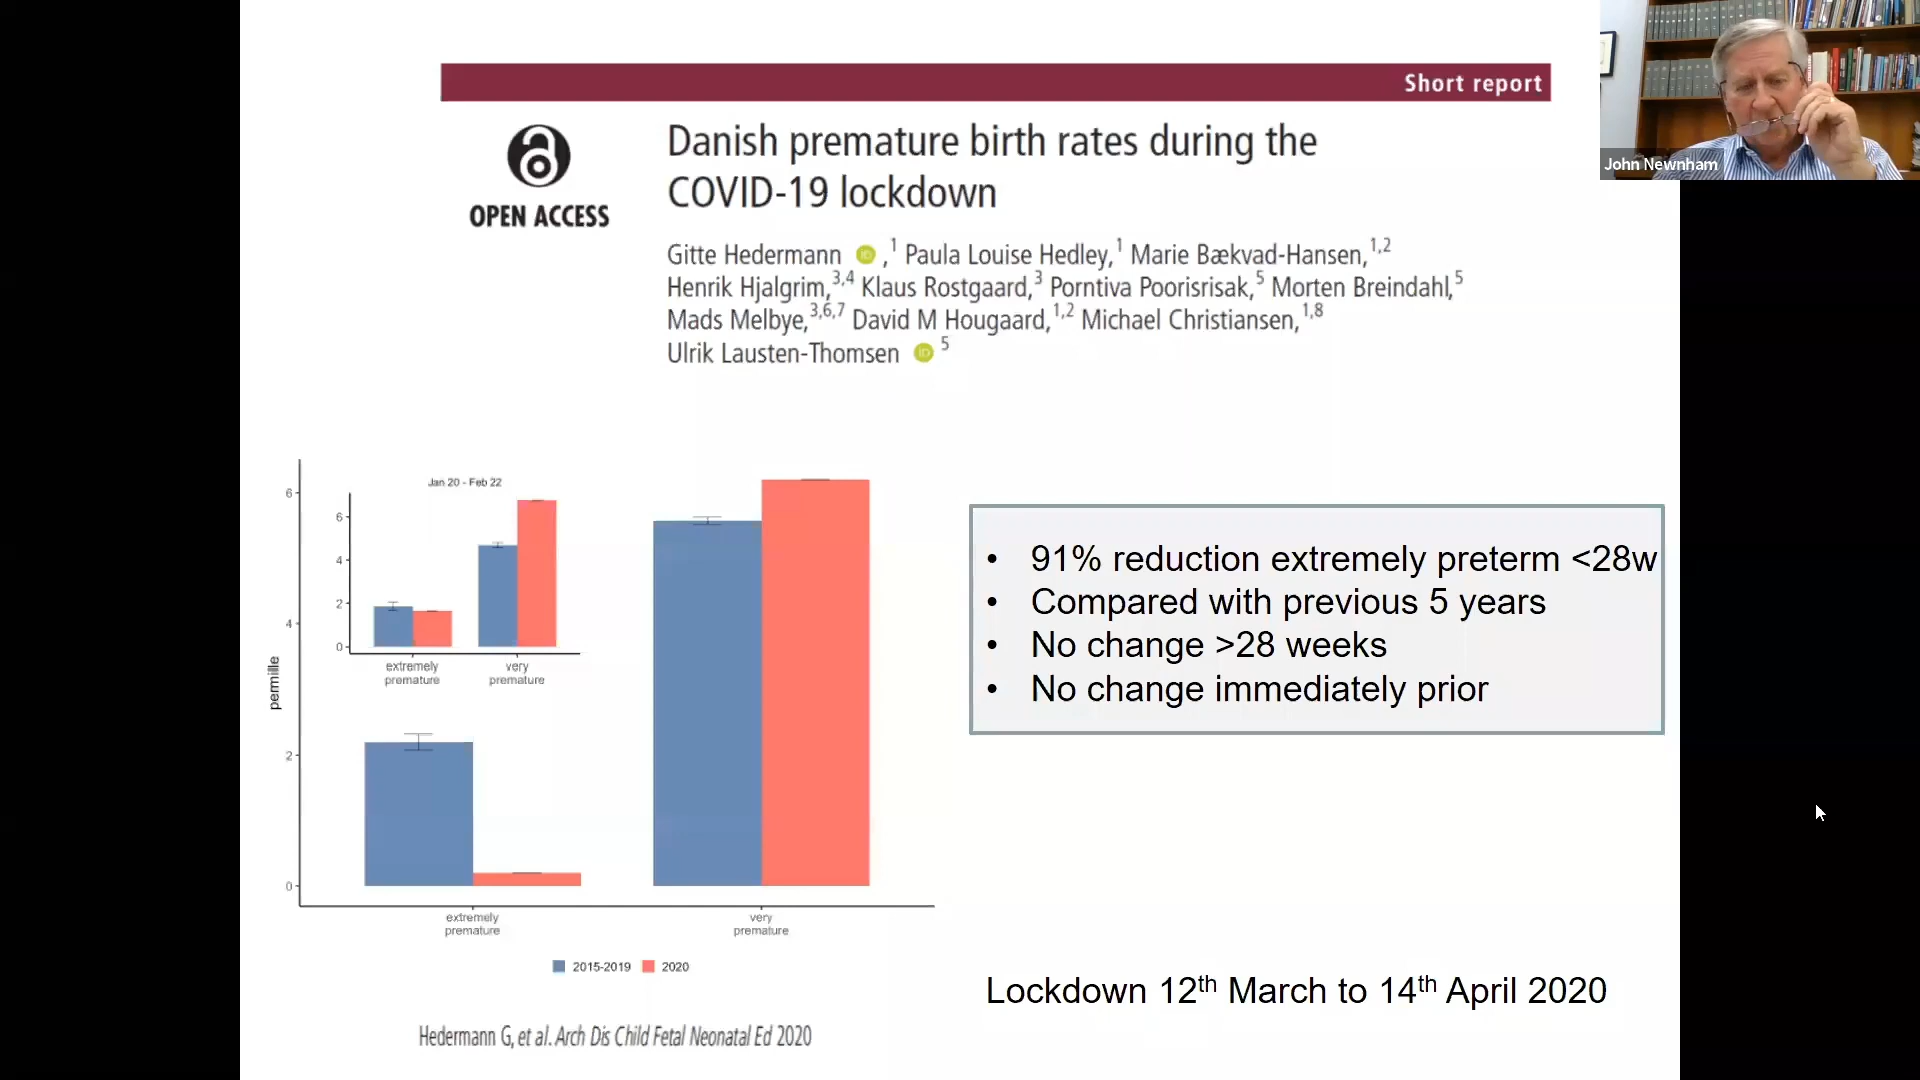 Short report
OPEN ACCESS
Danish premature birth rates during the
COVID-19 lockdown
Gitte Hedermann iD ,1 Paula Louise Hedley,1 Marie Bækvad-Hansen,1,2
Henrik Hjalgrim,3,4 Klaus Rostgaard,3 Porntiva Poorisrisak,5 Morten Breindahl,5
Mads Melbye,3,6,7 David M Hougaard,1,2 Michael Christiansen,1,8
Ulrik Lausten-Thomsen iD 5
John Newnham
permille
6
4
2
0
Jan 20 - Feb 22
6
4
2
0
extremely
premature
very
premature
extremely
premature
very
premature
2015-2019 2020
• 91% reduction extremely preterm <28w
• Compared with previous 5 years
• No change >28 weeks
• No change immediately prior
Lockdown 12th March to 14th April 2020
Hedermann G, et al. Arch Dis Child Fetal Neonatal Ed 2020